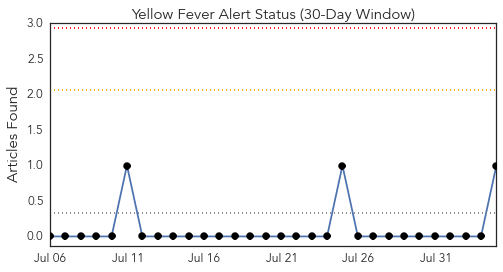 Yellow Fever Alert Status (30-Day Window)
3.0
2.5
2.0
1.5
1.0
0.5
0.0
Articles Found
Jul 06
Jul 11
Jul 16
Jul 21
Jul 26
Jul 31